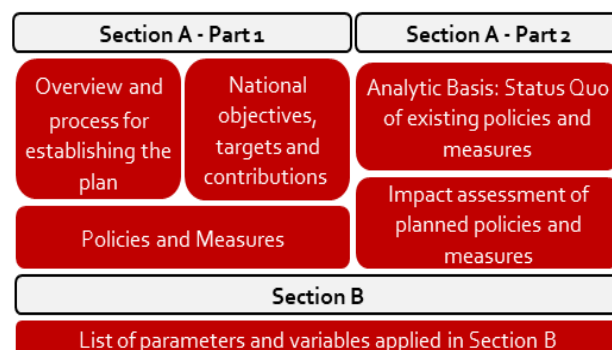 Section A - Part 1
Section A - Part 2
Overview and
process for
establishing the
plan
National
objectives,
targets and
contributions
Analytic Basis: Status Quo
of existing policies and
measures
Policies and Measures
Impact assessment of
planned policies and
measures
Section B
List of parameters and variables applied in Section B